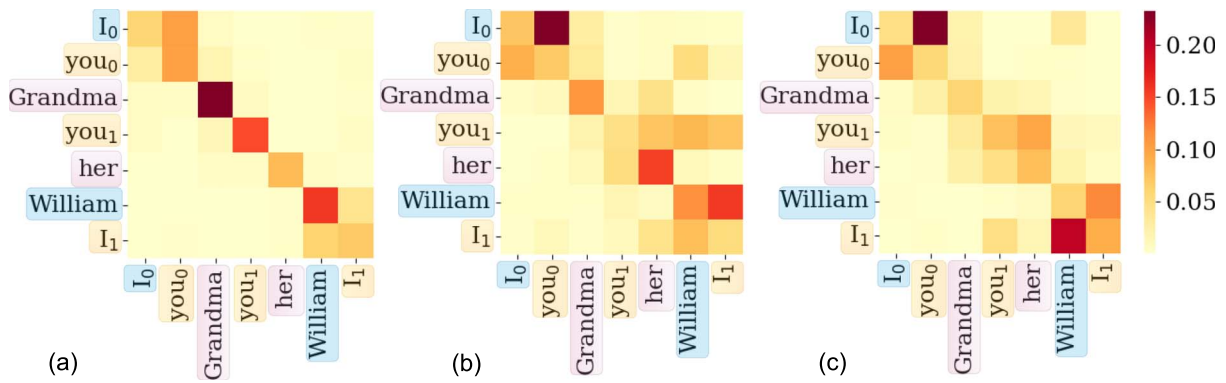 I₀
you₀
Grandma
you₁
her
William
I₁
I₀
you₀
Grandma
you₁
her
William
I₁
(a)
I₀
you₀
Grandma
you₁
her
William
I₁
I₀
you₀
Grandma
you₁
her
William
I₁
(b)
I₀
you₀
Grandma
you₁
her
William
I₁
I₀
you₀
Grandma
you₁
her
William
I₁
(c)
0.20
0.15
0.10
0.05